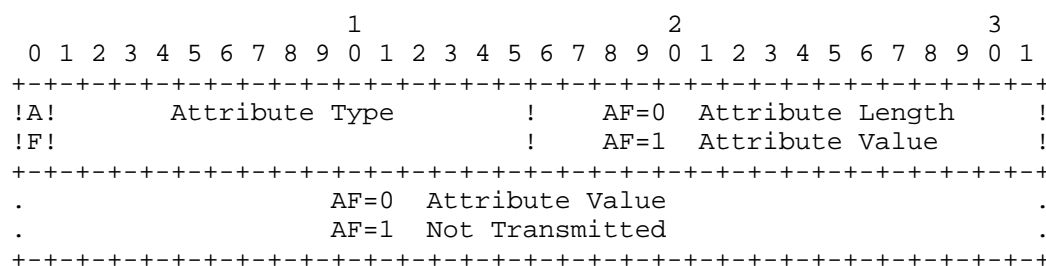 1                   2                   3
 0 1 2 3 4 5 6 7 8 9 0 1 2 3 4 5 6 7 8 9 0 1 2 3 4 5 6 7 8 9 0 1
+-+-+-+-+-+-+-+-+-+-+-+-+-+-+-+-+-+-+-+-+-+-+-+-+-+-+-+-+-+-+-+-+
!A!       Attribute Type        !    AF=0  Attribute Length     !
!F!                             !    AF=1  Attribute Value      !
+-+-+-+-+-+-+-+-+-+-+-+-+-+-+-+-+-+-+-+-+-+-+-+-+-+-+-+-+-+-+-+-+
.                   AF=0  Attribute Value                       .
.                   AF=1  Not Transmitted                       .
+-+-+-+-+-+-+-+-+-+-+-+-+-+-+-+-+-+-+-+-+-+-+-+-+-+-+-+-+-+-+-+-+